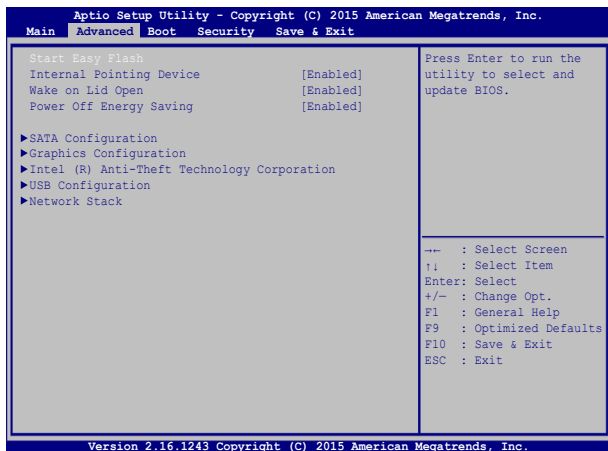 Aptio Setup Utility - Copyright (C) 2015 American Megatrends, Inc.
Main Advanced Boot Security Save & Exit
Start Easy Flash
Internal Pointing Device [Enabled]
Wake on Lid Open [Enabled]
Power Off Energy Saving [Enabled]
▶SATA Configuration
▶Graphics Configuration
▶Intel (R) Anti-Theft Technology Corporation
▶USB Configuration
▶Network Stack
Press Enter to run the
utility to select and
update BIOS.
→← : Select Screen
↑↓ : Select Item
Enter: Select
+/— : Change Opt.
F1 : General Help
F9 : Optimized Defaults
F10 : Save & Exit
ESC : Exit
Version 2.16.1243 Copyright (C) 2015 American Megatrends, Inc.